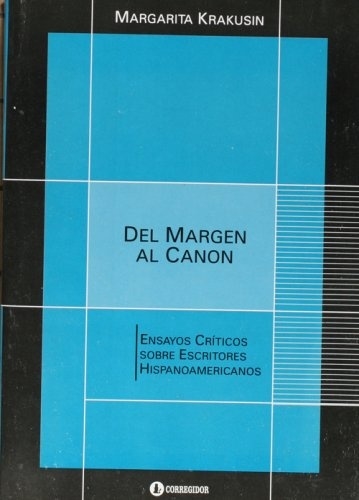 MARGARITA KRAKUSIN
DEL MARGEN
AL CANON
ENSAYOS CRÍTICOS
SOBRE ESCRITORES
HISPANOAMERICANOS
CORREGIDOR